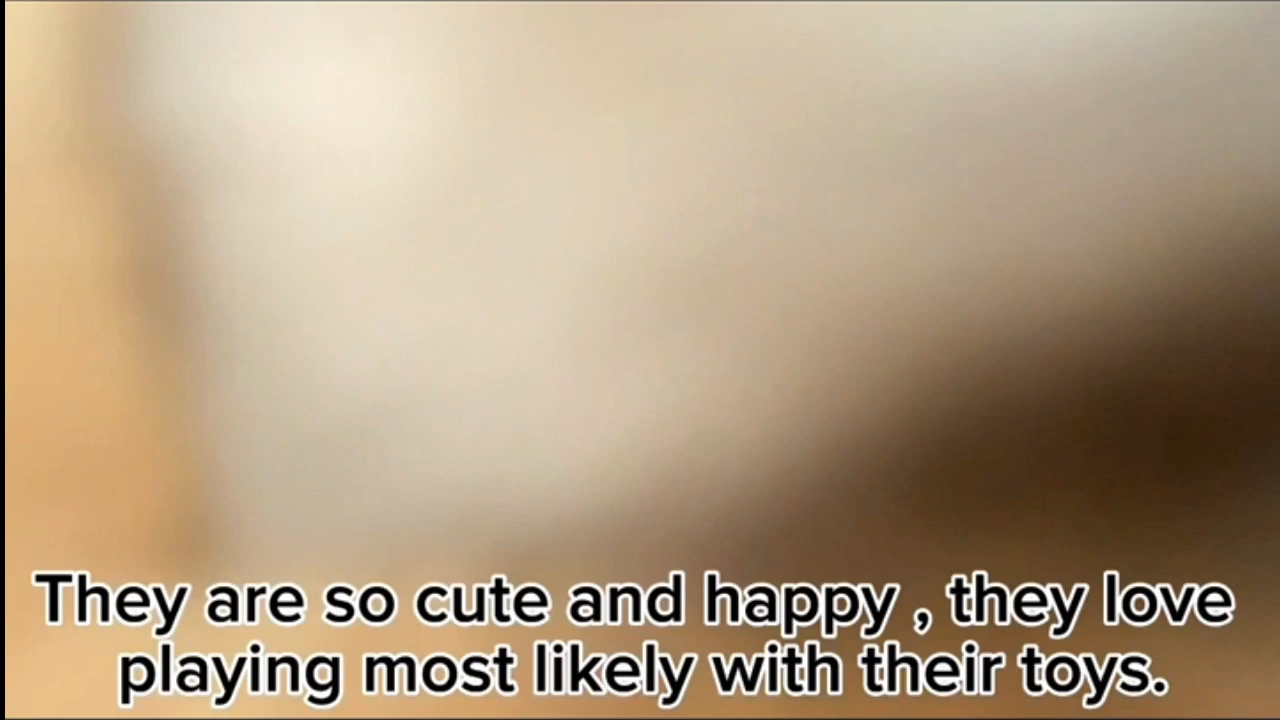 They are so cute and happy , they love
playing most likely with their toys.